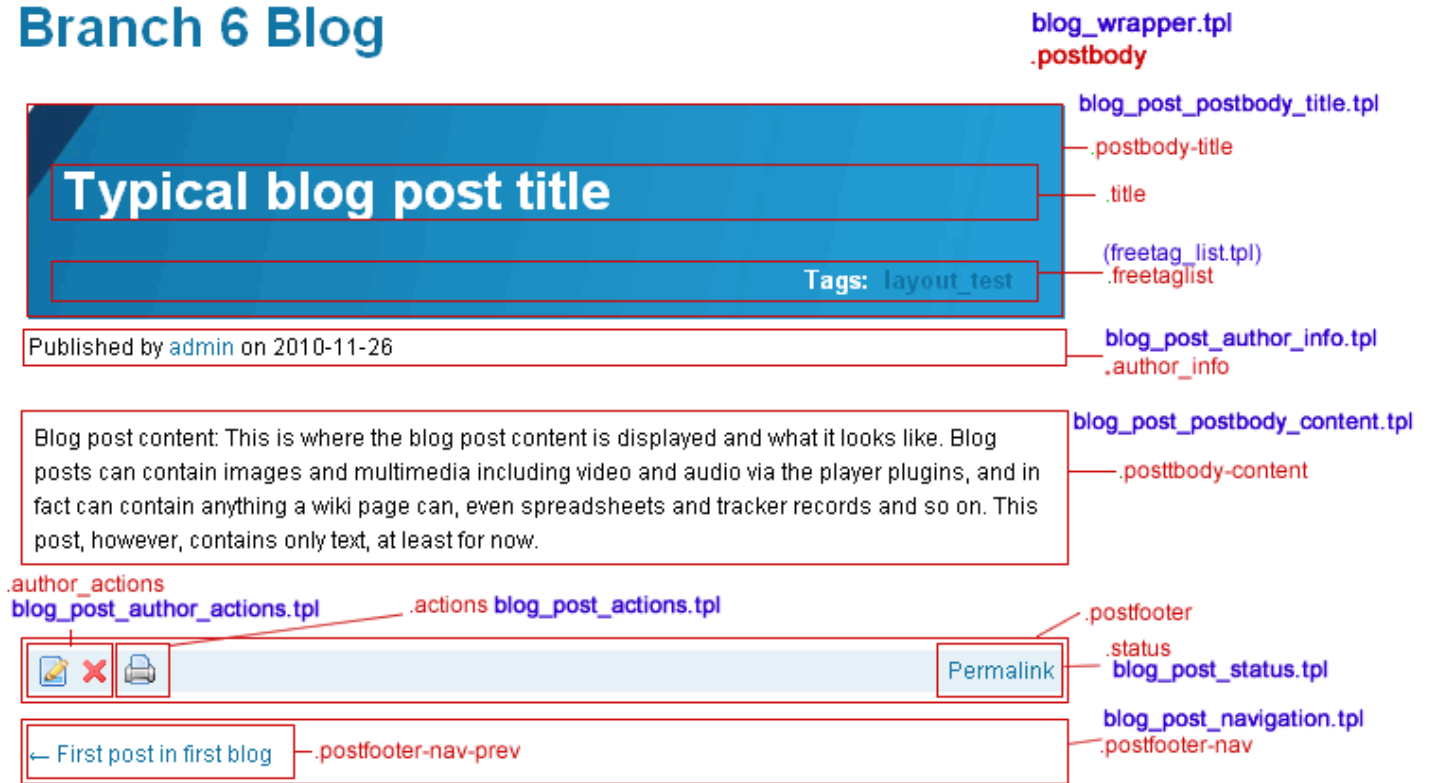 Branch 6 Blog
blog_wrapper.tpl
.postbody
blog_post_postbody_title.tpl
.postbody-title
Typical blog post title
.title
(freetag_list.tpl)
.freetaglist
Tags: layout_test
Published by admin on 2010-11-26
blog_post_author_info.tpl
.author_info
blog_post_postbody_content.tpl
Blog post content: This is where the blog post content is displayed and what it looks like. Blog
posts can contain images and multimedia including video and audio via the player plugins, and in
fact can contain anything a wiki page can, even spreadsheets and tracker records and so on. This
post, however, contains only text, at least for now.
.posttbody-content
.author_actions
blog_post_author_actions.tpl
.actions blog_post_actions.tpl
.postfooter
.status
Permalink
blog_post_status.tpl
blog_post_navigation.tpl
.postfooter-nav
← First post in first blog
.postfooter-nav-prev